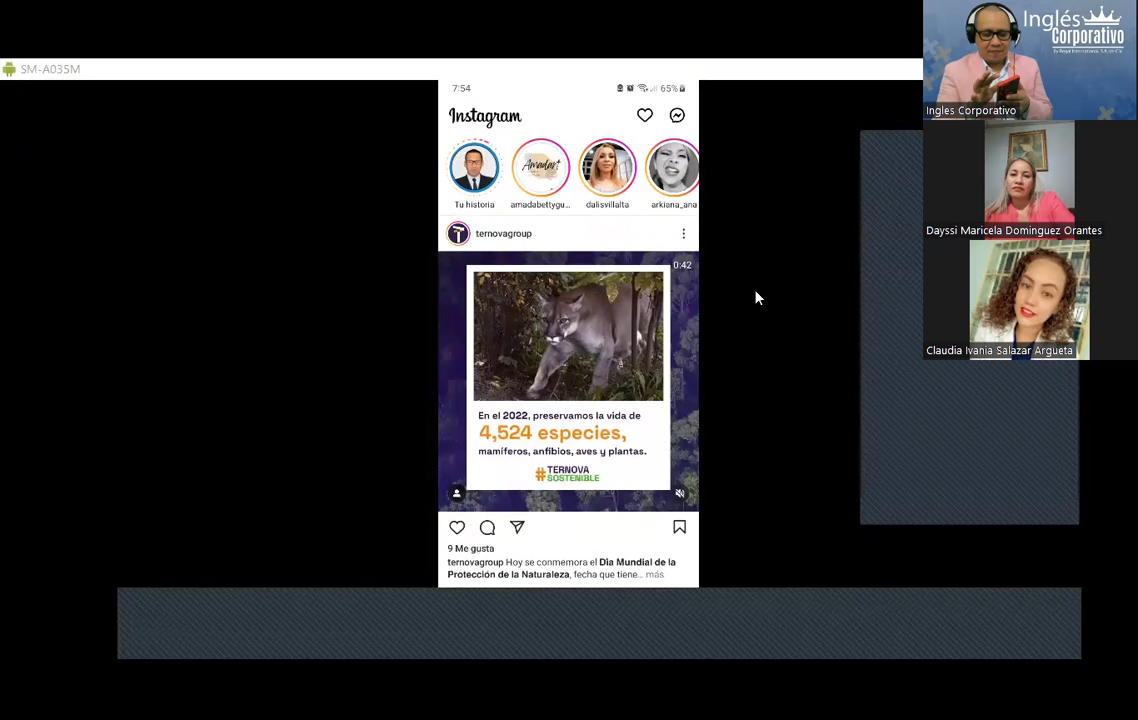 SM-A035M
7:54
65%
Instagram
Tu historia
amadabettygu...
dalisvillalta
arkiana_ana
ternovagroup
0:42
En el 2022, preservamos la vida de
4,524 especies,
mamíferos, anfibios, aves y plantas.
#TERNOVA
SOSTENIBLE
9 Me gusta
ternovagroup Hoy se conmemora el Día Mundial de la
Protección de la Naturaleza, fecha que tiene... más
Inglés
Corporativo
Ingles Corporativo
Dayssi Maricela Dominguez Orantes
Claudia Ivania Salazar Argueta